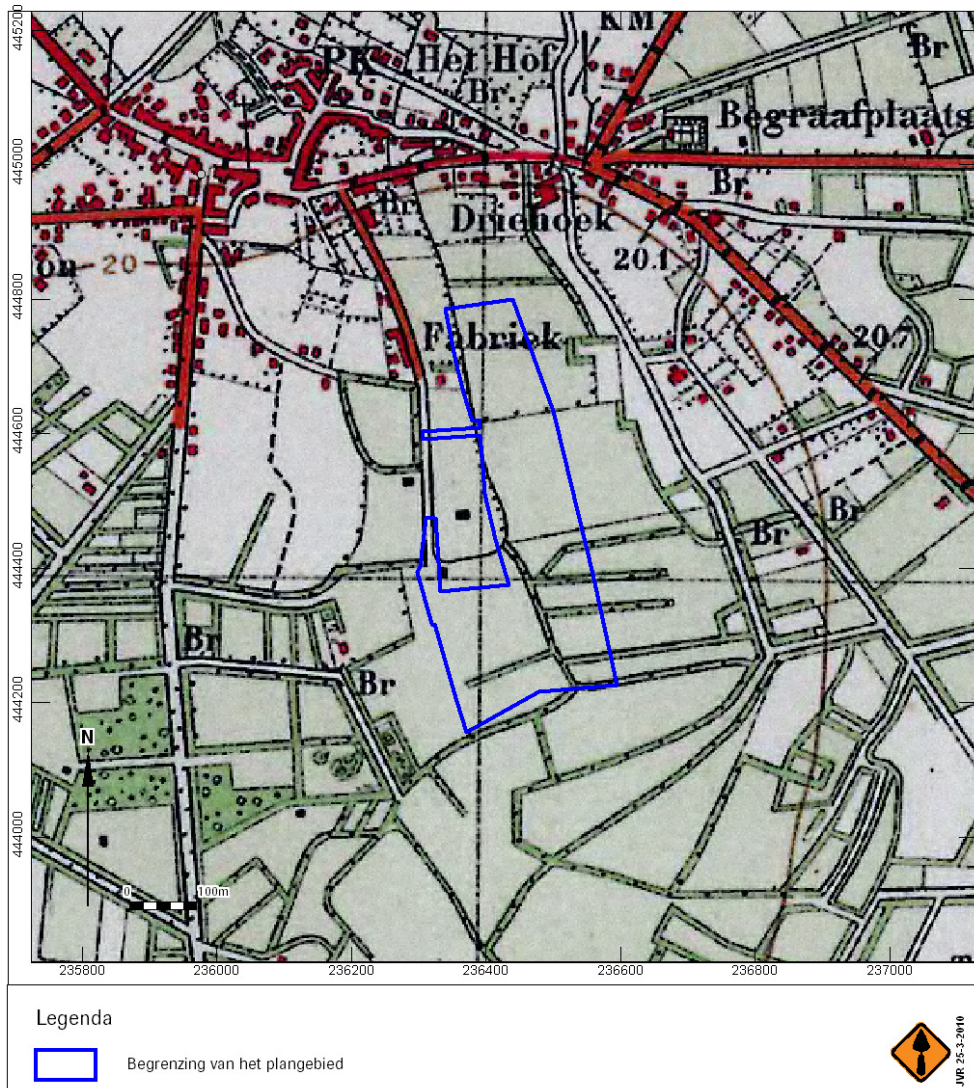 445200
445000
444800
444600
444400
444200
444000
KM
PK
Het Hof
Br
Br
Begraafplaats
Br
Br
Driehoek
20
20.1
20.7
Fabriek
Br
Br
Br
Br
N
0
100m
235800 236000 236200 236400 236600 236800 237000
Legenda
Begrenzing van het plangebied
JVR 25-3-2010